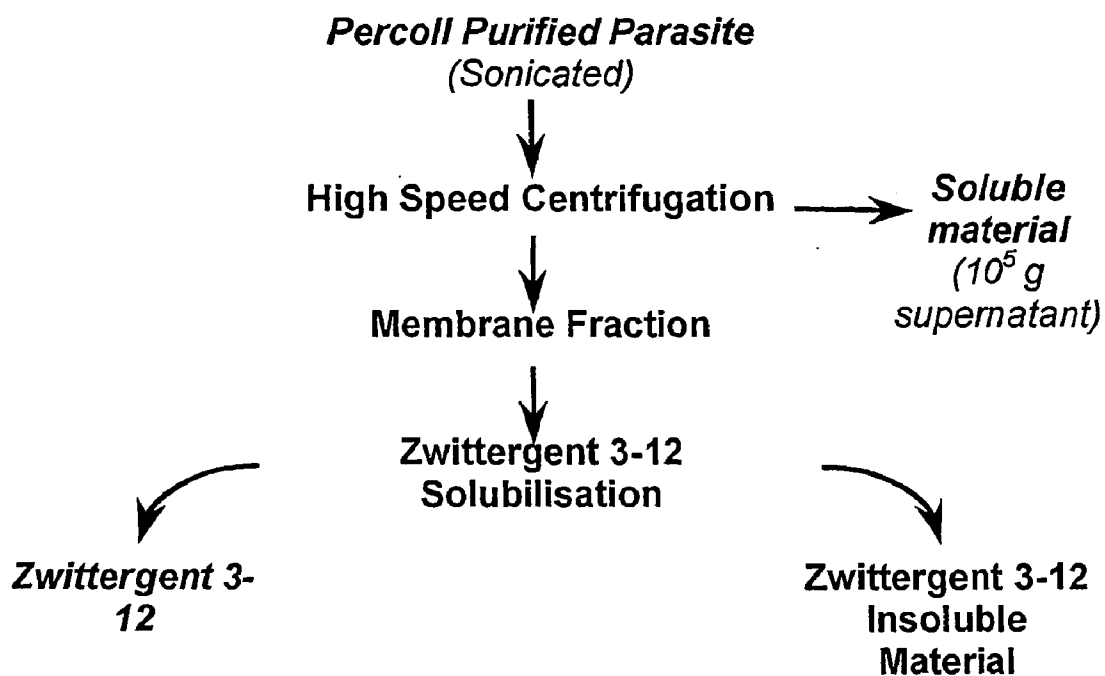 Percoll Purified Parasite
(Sonicated)
High Speed Centrifugation
Soluble
material
(10⁵ g
supernatant)
Membrane Fraction
Zwittergent 3-12
Solubilisation
Zwittergent 3-
12
Zwittergent 3-12
Insoluble
Material